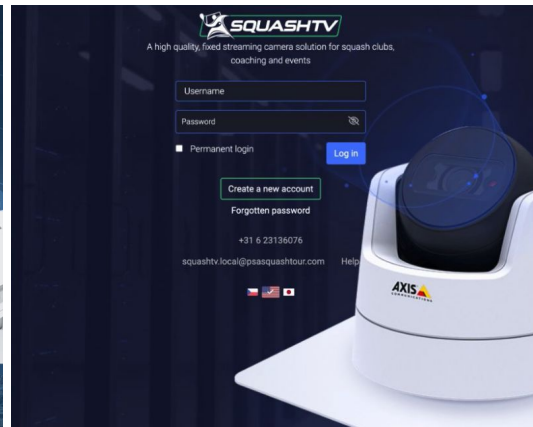 SQUASHTV
A high quality, fixed streaming camera solution for squash clubs,
coaching and events
Username
Password
Permanent login
Log in
Create a new account
Forgotten password
+31 6 23136076
squashtv.local@psasquashtour.com Help
AXIS
COMMUNICATIONS